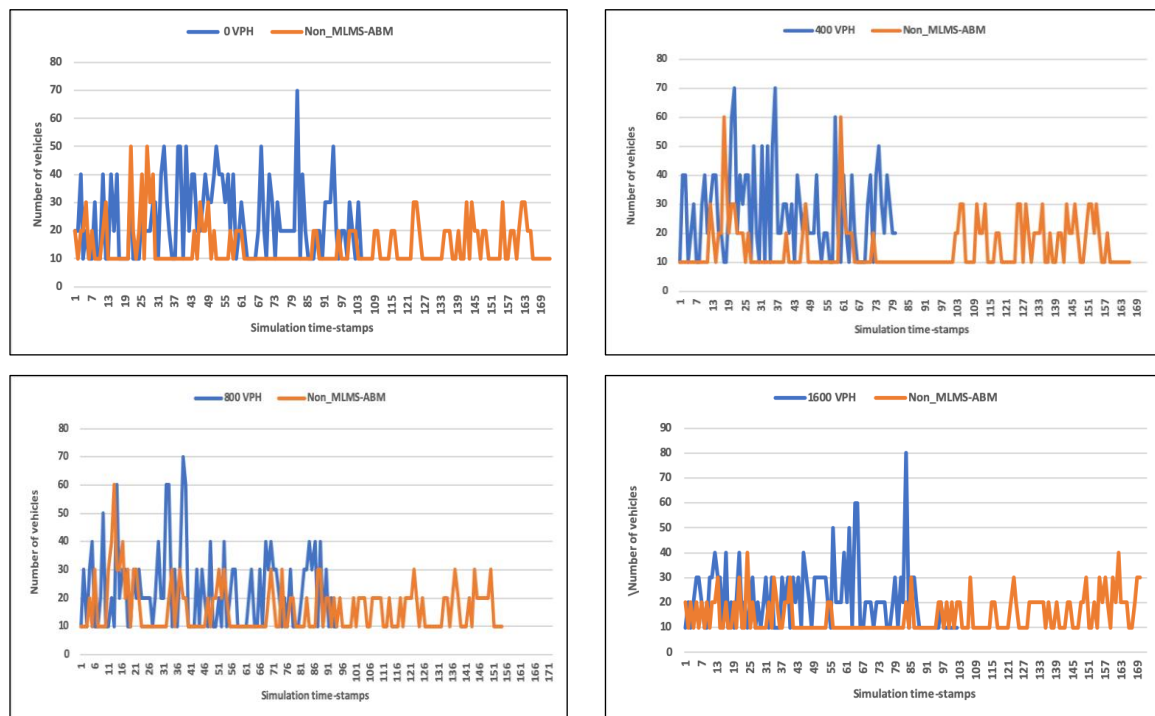 0 VPH Non_MLMS-ABM
Number of vehicles
80
70
60
50
40
30
20
10
0
1 7 13 19 25 31 37 43 49 55 61 67 73 79 85 91 97 103 109 115 121 127 133 139 145 151 157 163 169
Simulation time-stamps
400 VPH Non_MLMS-ABM
Number of vehicles
80
70
60
50
40
30
20
10
0
1 7 13 19 25 31 37 43 49 55 61 67 73 79 85 91 97 103 109 115 121 127 133 139 145 151 157 163 169
Simulation time-stamps
800 VPH Non_MLMS-ABM
Number of vehicles
80
70
60
50
40
30
20
10
0
1 6 11 16 21 26 31 36 41 46 51 56 61 66 71 76 81 86 91 96 101 106 111 116 121 126 131 136 141 146 151 156 161 166 171
Simulation time-stamps
1600 VPH Non_MLMS-ABM
\Number of vehicles
90
80
70
60
50
40
30
20
10
0
1 7 13 19 25 31 37 43 49 55 61 67 73 79 85 91 97 103 109 115 121 127 133 139 145 151 157 163 169
Simulation time-stamps